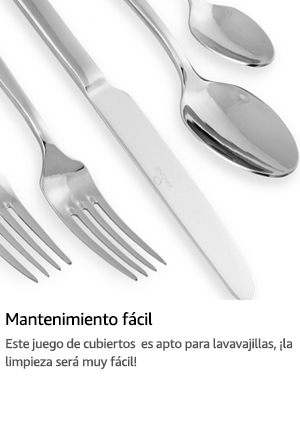 Mantenimiento fácil
Este juego de cubiertos  es apto para lavavajillas, ¡la
limpieza será muy fácil!